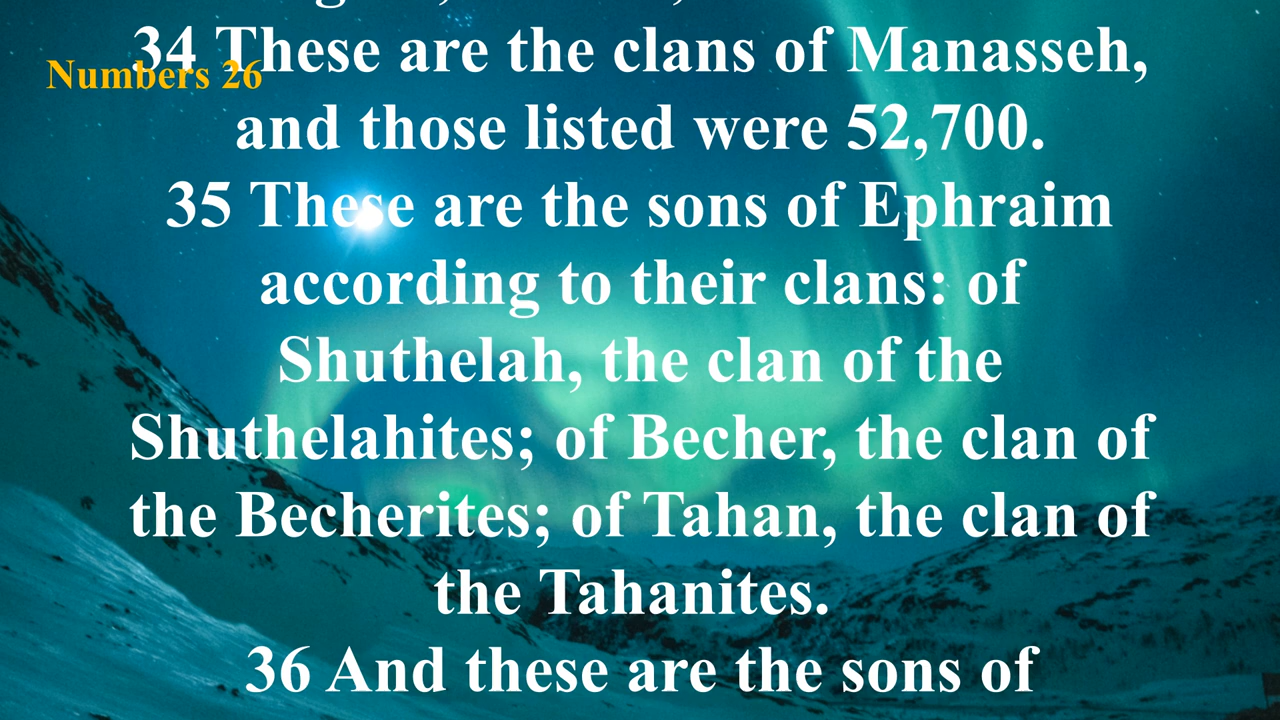 34 These are the clans of Manasseh,
Numbers 26
and those listed were 52,700.
35 These are the sons of Ephraim
according to their clans: of
Shuthelah, the clan of the
Shuthelahites; of Becher, the clan of
the Becherites; of Tahan, the clan of
the Tahanites.
36 And these are the sons of